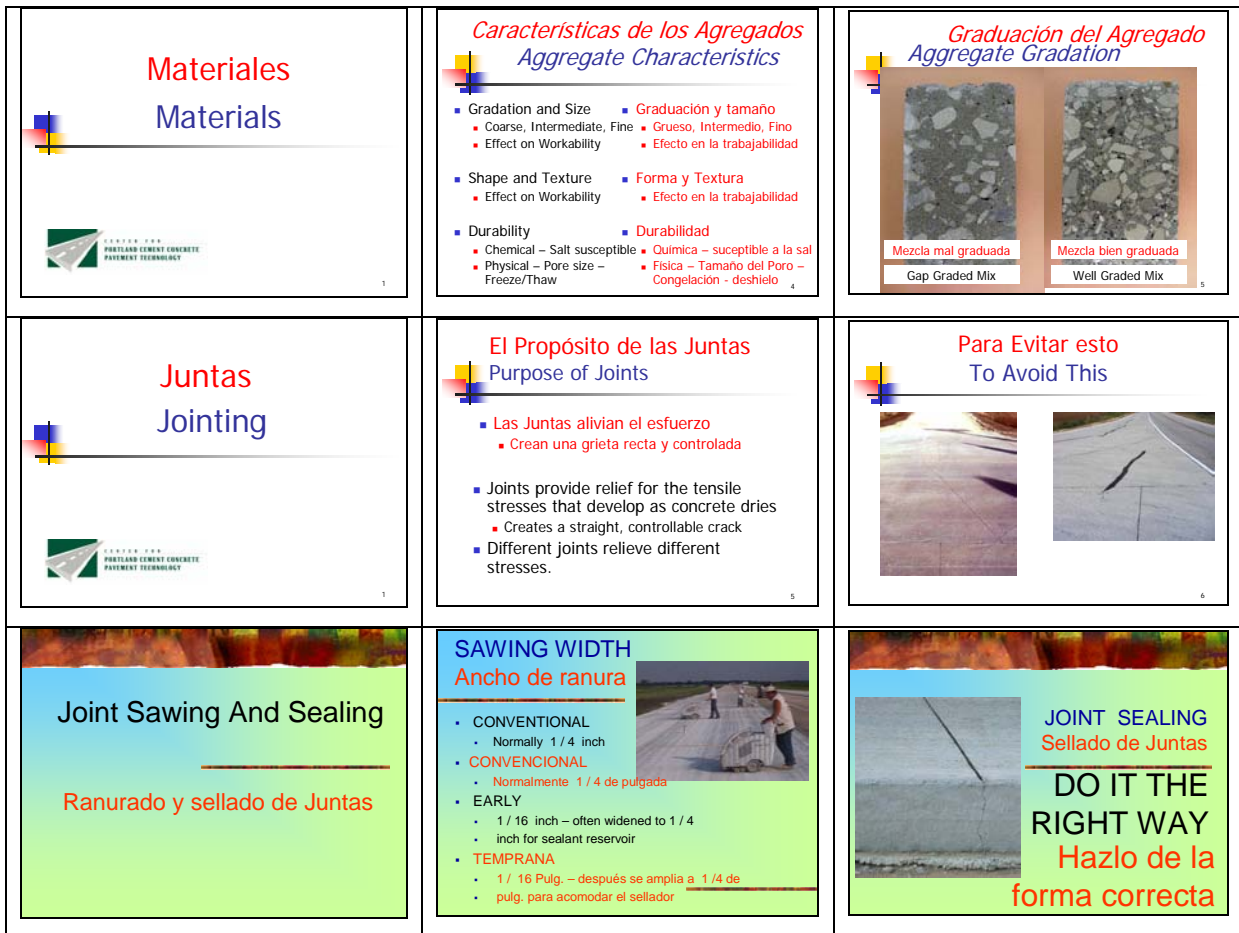 Materiales
Materials
CENTER FOR
PORTLAND CEMENT CONCRETE
PAVEMENT TECHNOLOGY
1
Características de los Agregados
Aggregate Characteristics
Gradation and Size
Coarse, Intermediate, Fine
Effect on Workability
Shape and Texture
Effect on Workability
Durability
Chemical – Salt susceptible
Physical – Pore size –
Freeze/Thaw
Graduación y tamaño
Grueso, Intermedio, Fino
Efecto en la trabajabilidad
Forma y Textura
Efecto en la trabajabilidad
Durabilidad
Química – suceptible a la sal
Física – Tamaño del Poro –
Congelación - deshielo
4
Graduación del Agregado
Aggregate Gradation
Mezcla mal graduada
Gap Graded Mix
Mezcla bien graduada
Well Graded Mix
5
Juntas
Jointing
CENTER FOR
PORTLAND CEMENT CONCRETE
PAVEMENT TECHNOLOGY
1
El Propósito de las Juntas
Purpose of Joints
Las Juntas alivian el esfuerzo
Crean una grieta recta y controlada
Joints provide relief for the tensile
stresses that develop as concrete dries
Creates a straight, controllable crack
Different joints relieve different
stresses.
5
Para Evitar esto
To Avoid This
6
Joint Sawing And Sealing
Ranurado y sellado de Juntas
SAWING WIDTH
Ancho de ranura
CONVENTIONAL
Normally 1 / 4 inch
CONVENCIONAL
Normalmente 1 / 4 de pulgada
EARLY
1 / 16 inch – often widened to 1 / 4
inch for sealant reservoir
TEMPRANA
1 / 16 Pulg. – después se amplia a 1 /4 de
pulg. para acomodar el sellador
JOINT SEALING
Sellado de Juntas
DO IT THE
RIGHT WAY
Hazlo de la
forma correcta